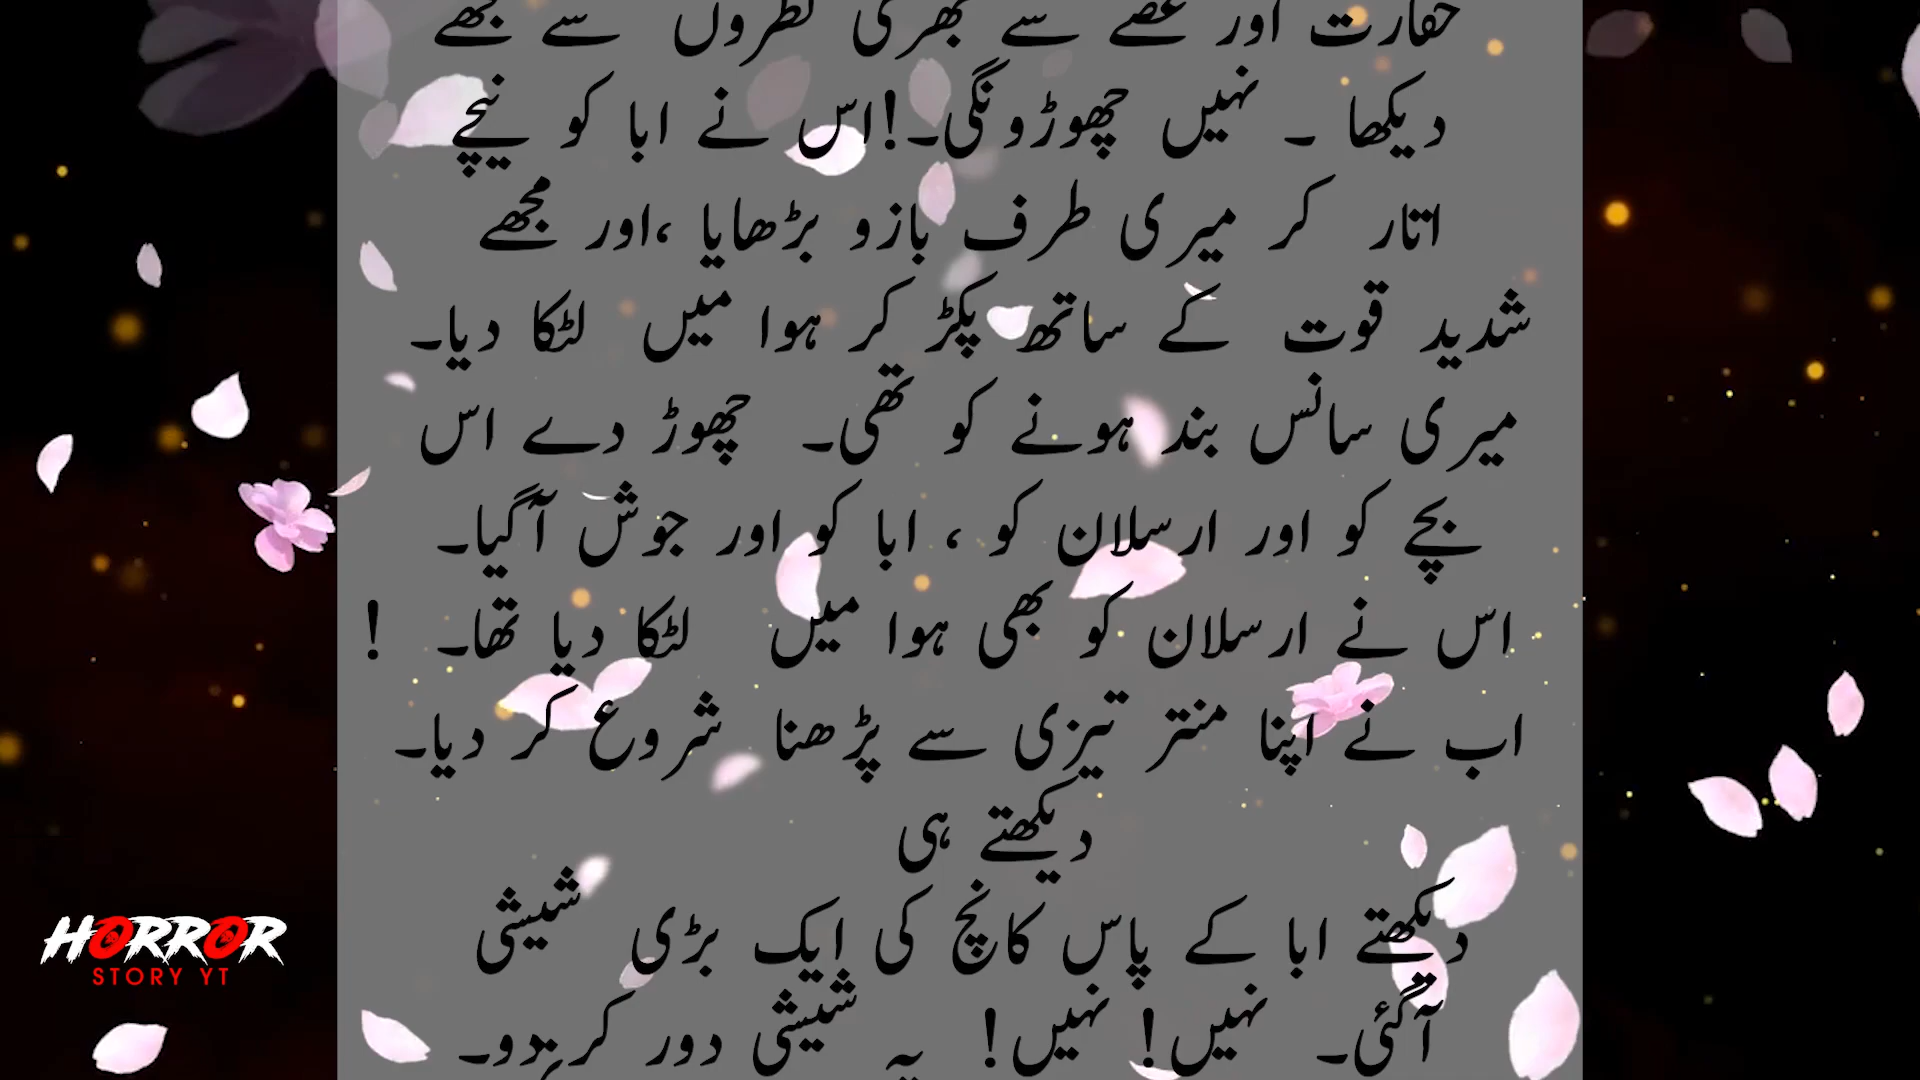 حقارت اور غصے سے بھری نظروں سے مجھے
دیکھا ۔ نہیں چھوڑونگی۔!اس نے ابا کو نیچے
اتار کر میری طرف بازو بڑھایا ،اور مجھے
شدید قوت کے ساتھ پکڑ کر ہوا میں لٹکا دیا۔
میری سانس بند ہونے کو تھی۔ چھوڑ دے اس
بچے کو اور ارسلان کو ، ابا کو اور جوش آگیا۔
اس نے ارسلان کو بھی ہوا میں لٹکا دیا تھا۔ !
اب نے اپنا منتر تیزی سے پڑھنا شروع کر دیا۔
دیکھتے ہی
دیکھتے ابا کے پاس کانچ کی ایک بڑی شیشی
آگئی۔ نہیں! نہیں! یہ شیشی دور کر دو۔
HORROR
STORY YT